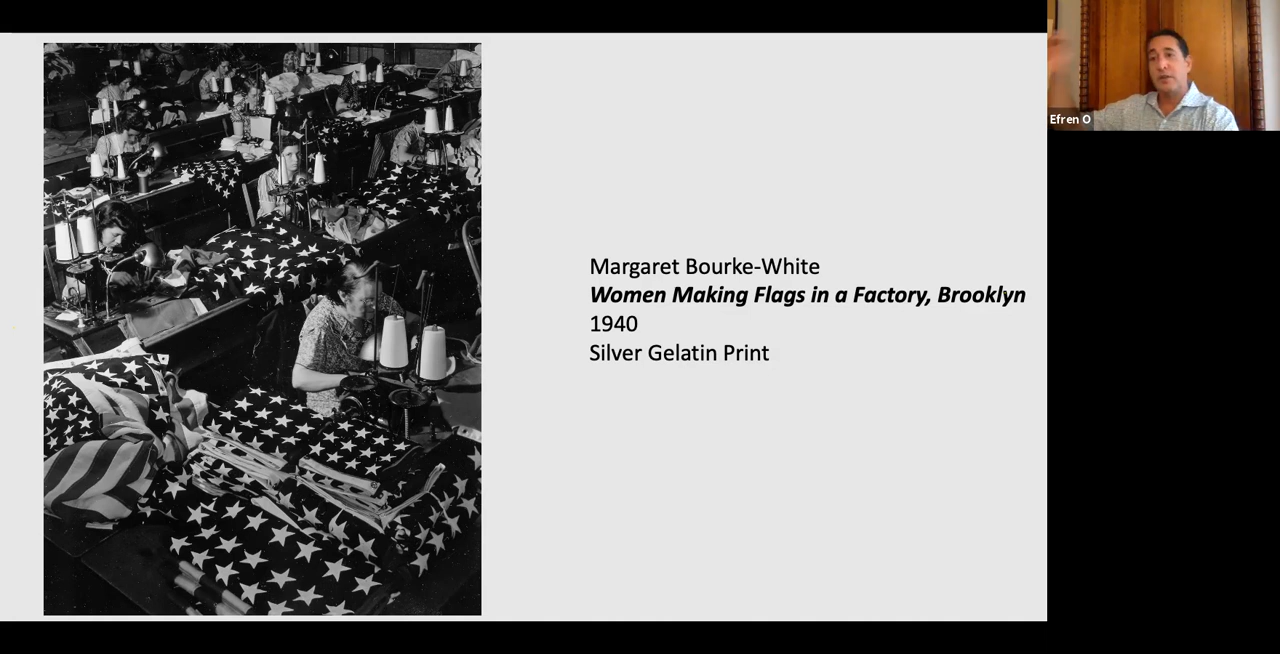 Margaret Bourke-White
Women Making Flags in a Factory, Brooklyn
1940
Silver Gelatin Print
Efren O